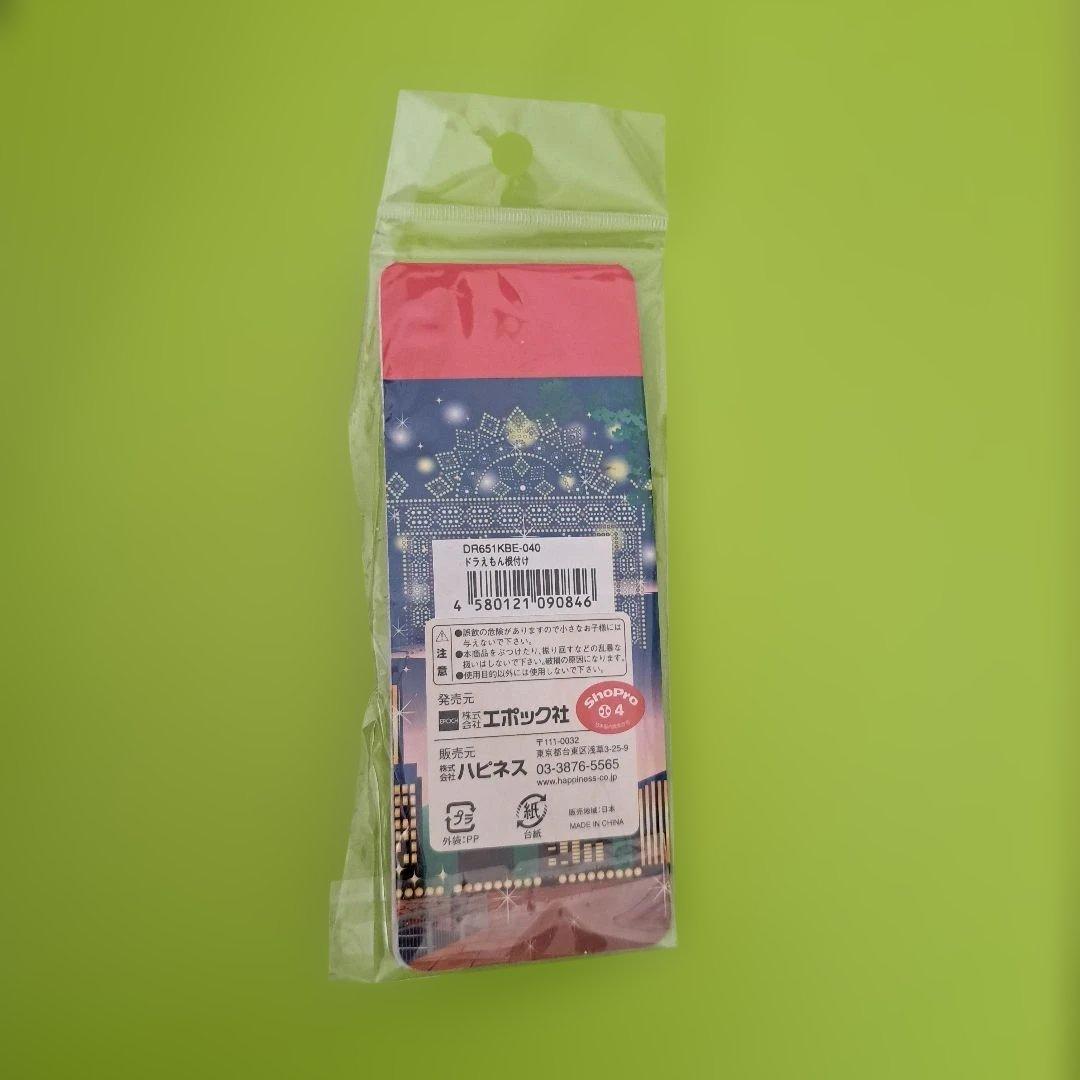 DR651KBE-040
ドラえもん根付け
4 580121 090846
注意
●誤飲の危険がありますので小さなお子様には
与えないで下さい。
●本商品をぶつけたり、振り回すなどの乱暴な
扱いはしないで下さい。破損の原因になります。
●使用目的以外には使用しないで下さい。
発売元
EPOCH 株式会社 エポック社
ShoPro
小 4
販売元
株式会社 ハピネス
〒111-0032
東京都台東区浅草3-25-9
03-3876-5565
www.happiness-co.jp
プラ
外袋:PP
紙
台紙
販売地域:日本
MADE IN CHINA